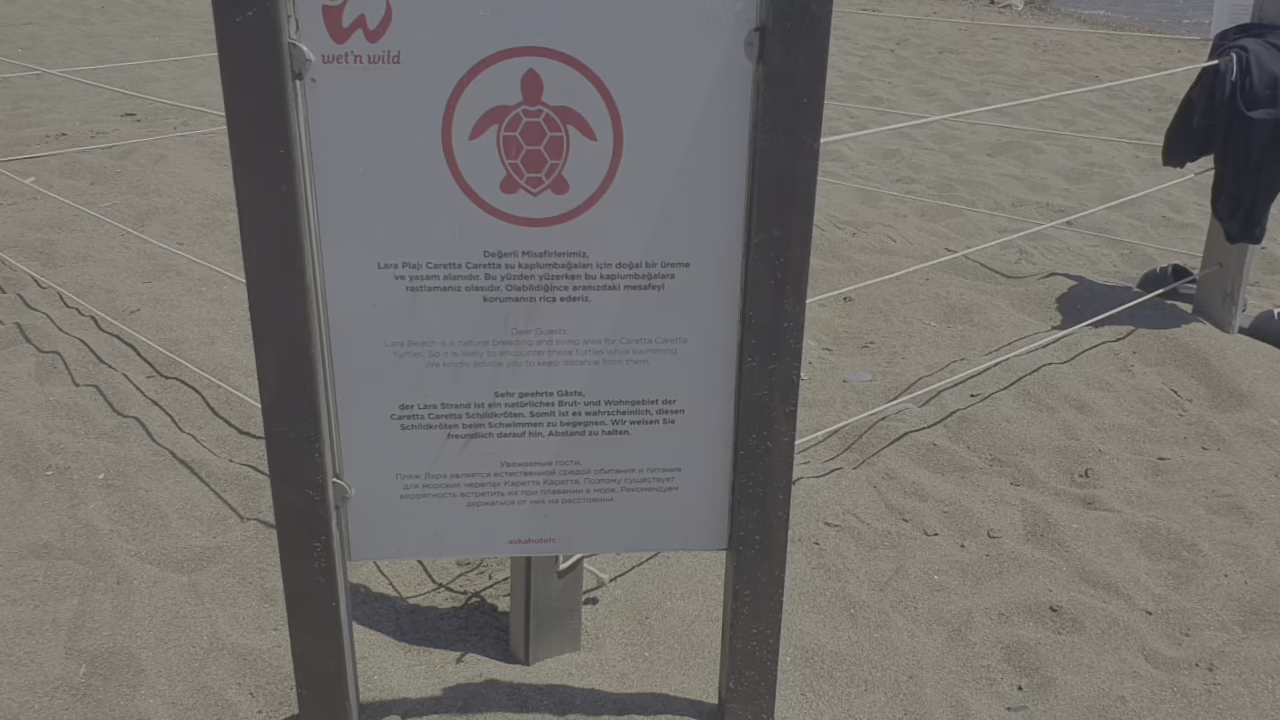 wet'n wild
Değerli Misafirlerimiz,
Lara Plajı Caretta Caretta su kaplumbağaları için doğal bir üreme
ve yaşam alanıdır. Bu yüzden yüzerken bu kaplumbağalara
rastlamanız olasıdır. Olabildiğince aranızdaki mesafeyi
korumanızı rica ederiz.
Dear Guests,
Lara Beach is a natural breeding and living area for Caretta Caretta
turtles. So it is likely to encounter these turtles while swimming.
We kindly advice you to keep distance from them.
Sehr geehrte Gäste,
der Lara Strand ist ein natürliches Brut- und Wohngebiet der
Caretta Caretta Schildkröten. Somit ist es wahrscheinlich, diesen
Schildkröten beim Schwimmen zu begegnen. Wir weisen Sie
freundlich darauf hin, Abstand zu halten.
Уважаемые гости,
Пляж Лара является естественной средой обитания и питания
для морских черепах Каретта Каретта. Поэтому существует
вероятность встретить их при плавании в море. Рекомендуем
держаться от них на расстоянии.
askahotels.com